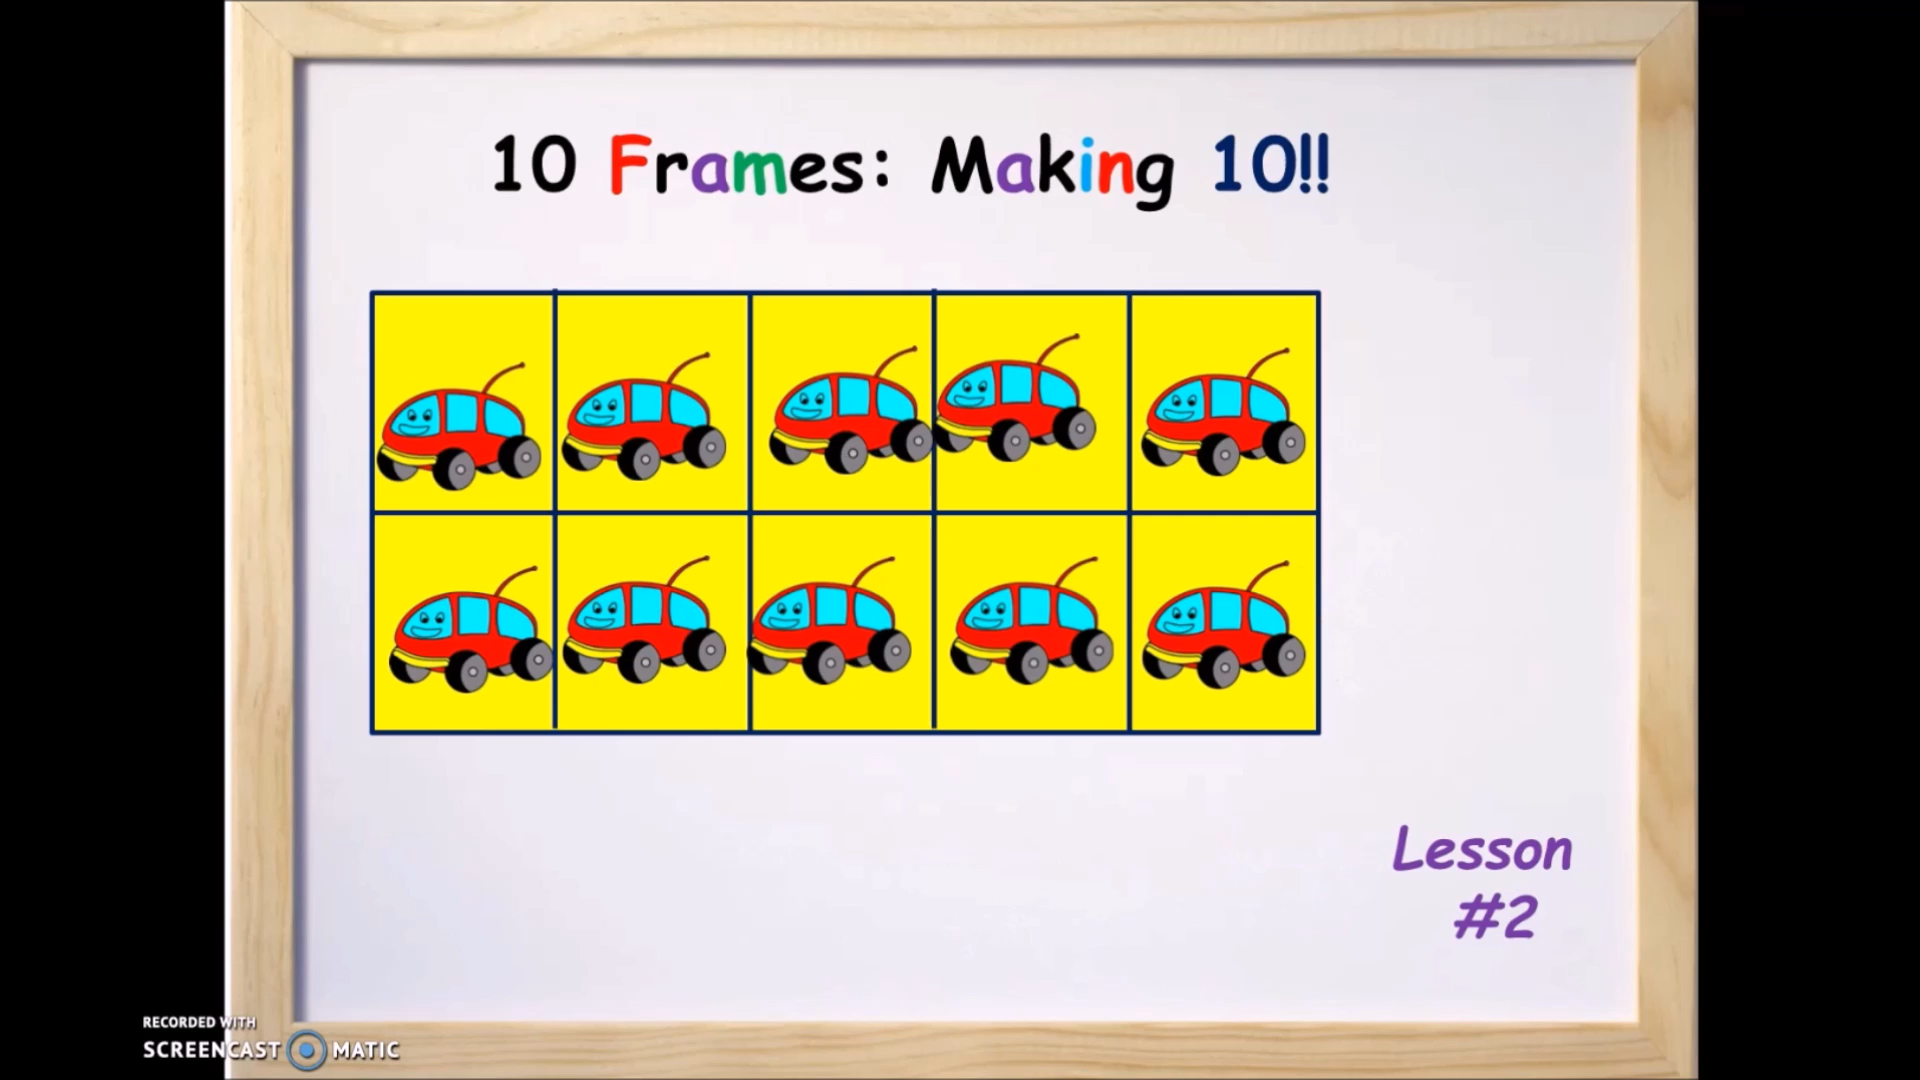 10 Frames: Making 10!!
Lesson
#2
RECORDED WITH
SCREENCAST MATIC